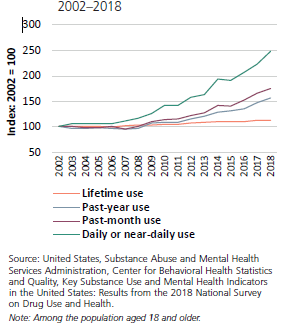 2002–2018
Index: 2002 = 100
300
250
200
150
100
50
2002
2003
2004
2005
2006
2007
2008
2009
2010
2011
2012
2013
2014
2015
2016
2017
2018
Lifetime use
Past-year use
Past-month use
Daily or near-daily use
Source: United States, Substance Abuse and Mental Health
Services Administration, Center for Behavioral Health Statistics
and Quality, Key Substance Use and Mental Health Indicators
in the United States: Results from the 2018 National Survey
on Drug Use and Health.
Note: Among the population aged 18 and older.